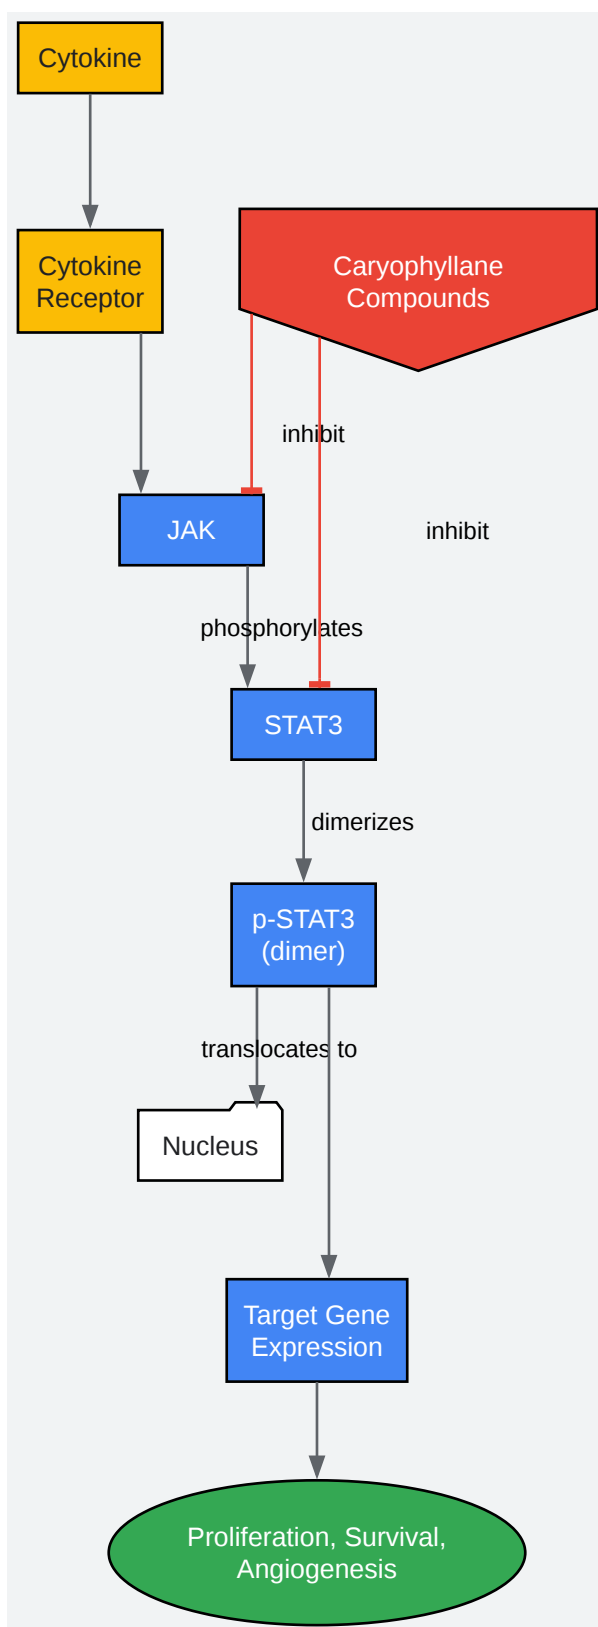 Cytokine
Cytokine
Receptor
Caryophyllane
Compounds
inhibit
JAK
inhibit
phosphorylates
STAT3
dimerizes
p-STAT3
(dimer)
translocates to
Nucleus
Target Gene
Expression
Proliferation, Survival,
Angiogenesis